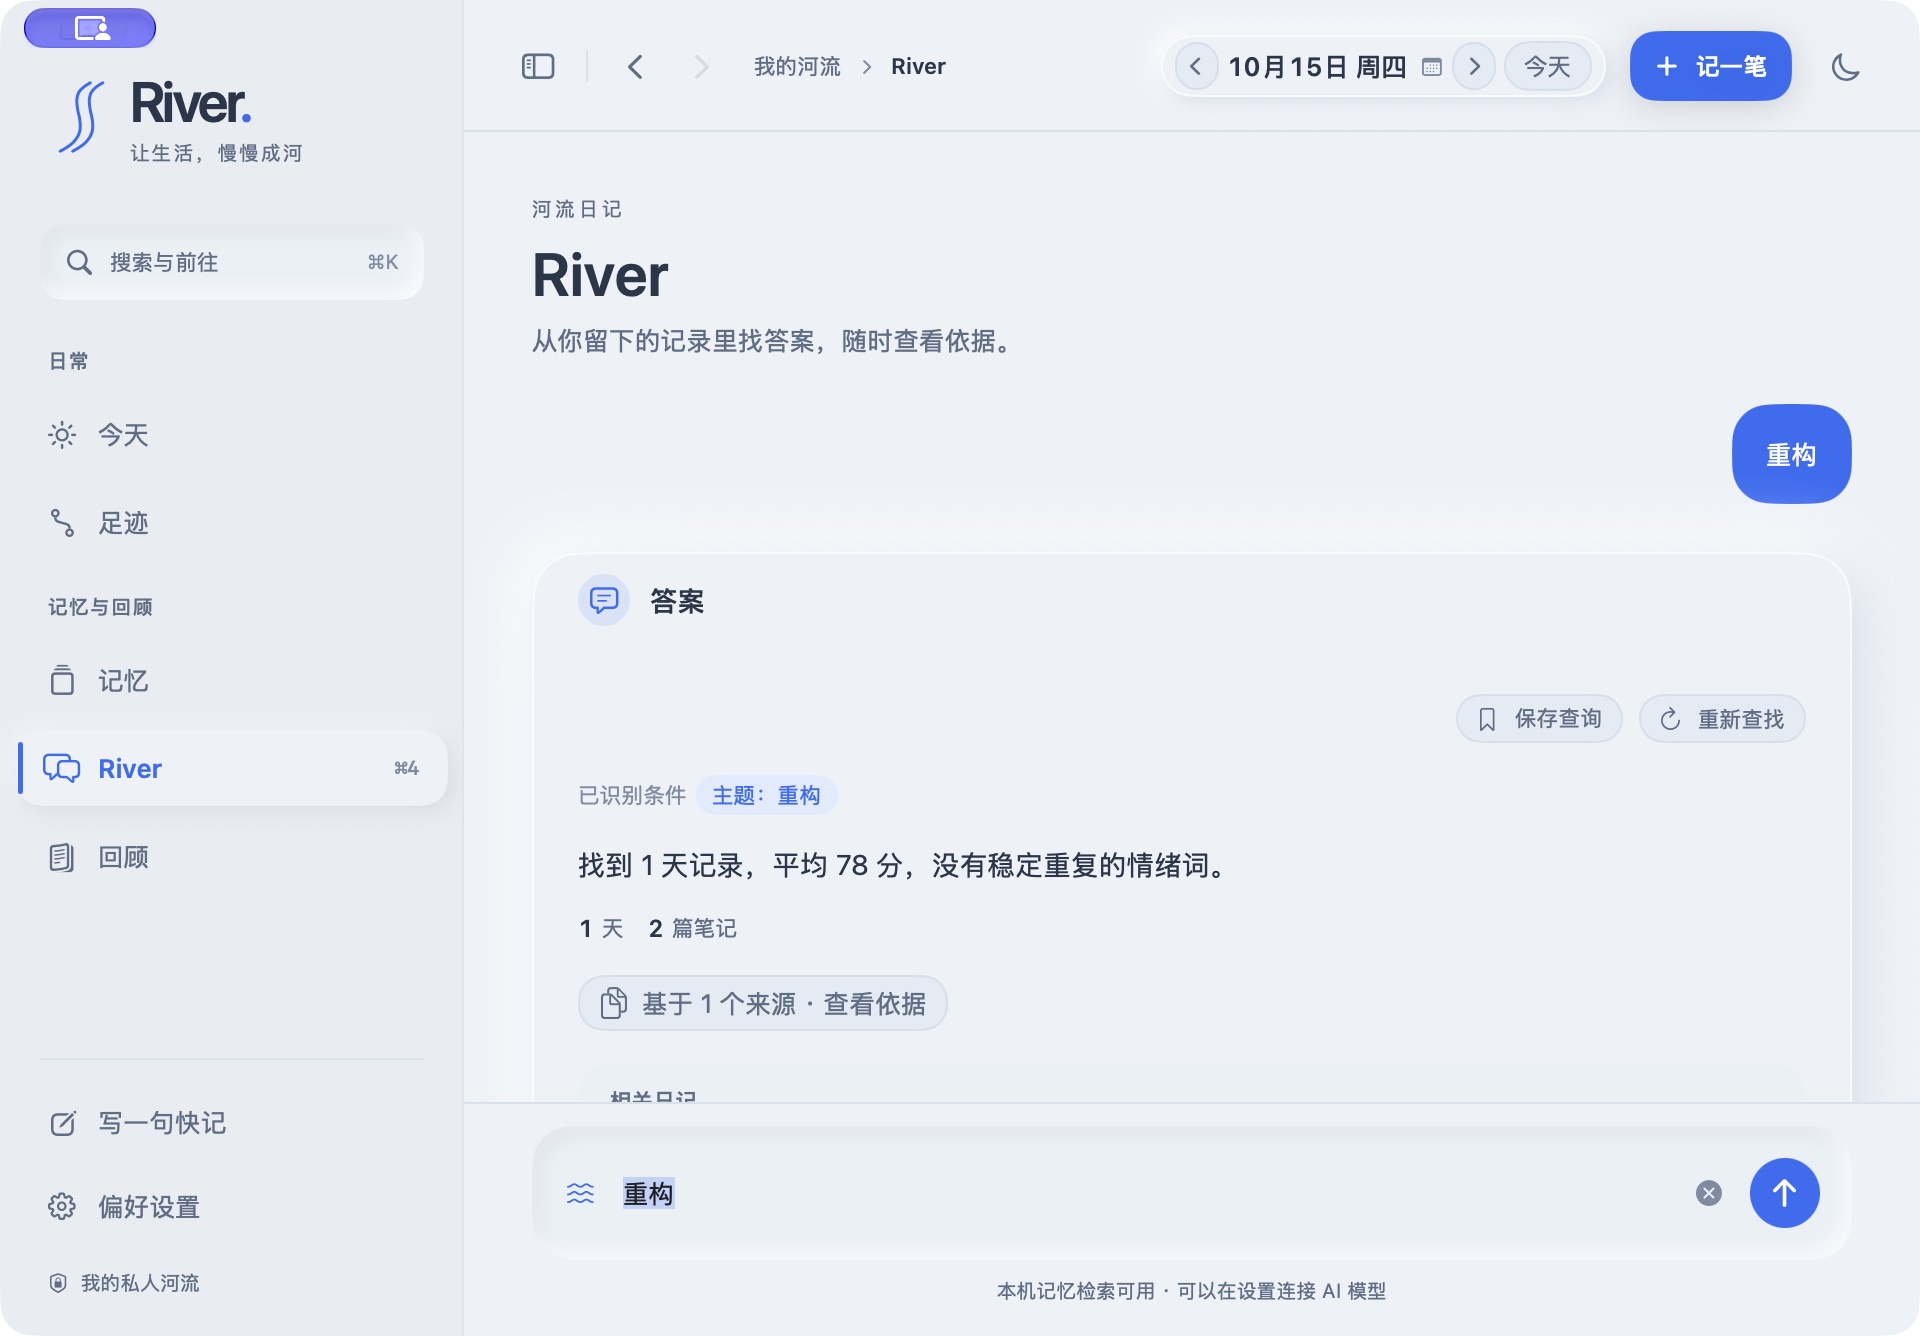 River.
让生活，慢慢成河
搜索与前往 ⌘K
日常
今天
足迹
记忆与回顾
记忆
River ⌘4
回顾
写一句快记
偏好设置
我的私人河流
我的河流 > River
10月15日 周四
今天
+ 记一笔
河流日记
River
从你留下的记录里找答案，随时查看依据。
重构
答案
保存查询
重新查找
已识别条件 主题：重构
找到 1 天记录，平均 78 分，没有稳定重复的情绪词。
1 天 2 篇笔记
基于 1 个来源 · 查看依据
相关日记
重构
本机记忆检索可用 · 可以在设置连接 AI 模型